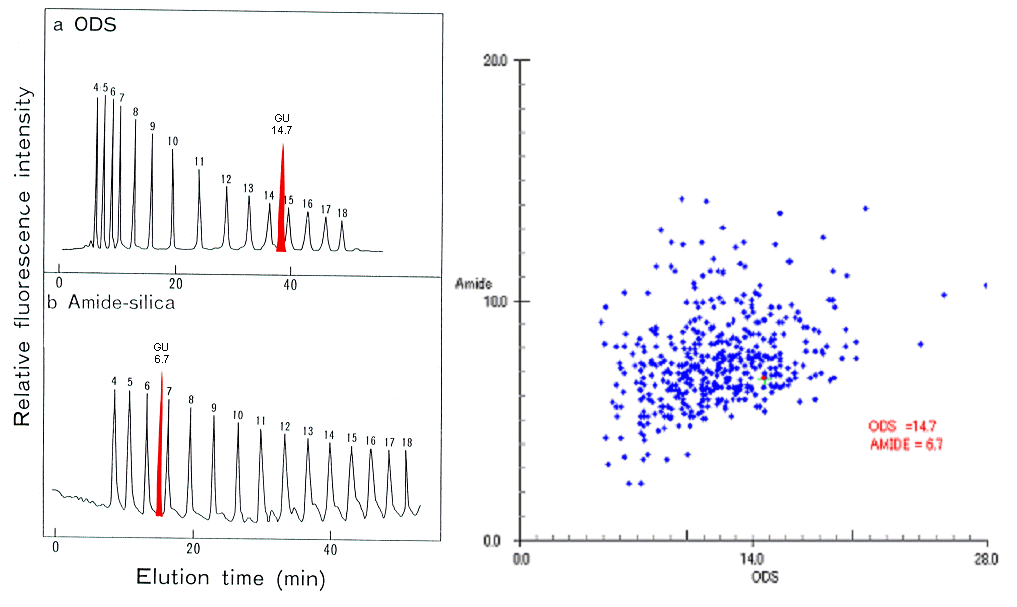 a ODS
GU
14.7
4 5 6 7 8 9 10 11 12 13 14 15 16 17 18
0 20 40
b Amide-silica
GU
6.7
4 5 6 7 8 9 10 11 12 13 14 15 16 17 18
0 20 40
Relative fluorescence intensity
Elution time (min)
20.0
Amide
10.0
ODS =14.7
AMIDE = 6.7
0.0
0.0 14.0 28.0
ODS